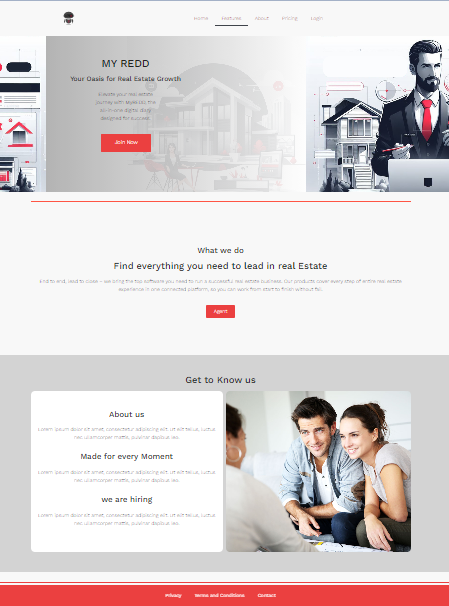 Home Features About Pricing Login
MY REDD
Your Oasis for Real Estate Growth
Elevate your real estate
journey with MyRE Da, the
all-in-one digital diary
designed for success.
Join Now
What we do
Find everything you need to lead in real Estate
End to end, lead to close – we bring the top software you need to run a successful real estate business. Our products cover every step of entire real estate
experience in one connected platform, so you can work from start to finish without fail.
Agent
Get to Know us
About us
Lorem ipsum dolor sit amet, consectetur adipiscing elit. Ut elit tellus, luctus
nec ullamcorper mattis, pulvinar dapibus leo.
Made for every Moment
Lorem ipsum dolor sit amet, consectetur adipiscing elit. Ut elit tellus, luctus
nec ullamcorper mattis, pulvinar dapibus leo.
we are hiring
Lorem ipsum dolor sit amet, consectetur adipiscing elit. Ut elit tellus, luctus
nec ullamcorper mattis, pulvinar dapibus leo.
Privacy Terms and Conditions Contact